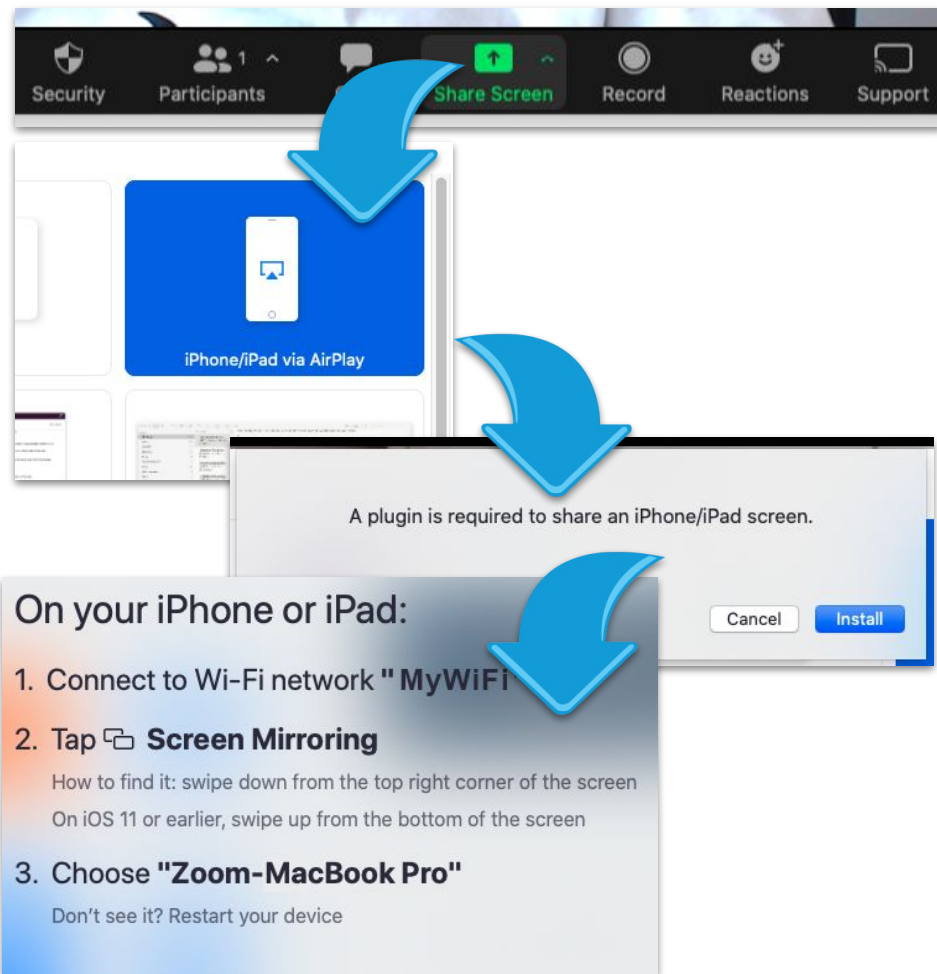 Security
Participants
1
Share Screen
Record
Reactions
Support
iPhone/iPad via AirPlay
A plugin is required to share an iPhone/iPad screen.
Cancel
Install
On your iPhone or iPad:
1. Connect to Wi-Fi network "MyWiFi"
2. Tap Screen Mirroring
How to find it: swipe down from the top right corner of the screen
On iOS 11 or earlier, swipe up from the bottom of the screen
3. Choose "Zoom-MacBook Pro"
Don't see it? Restart your device